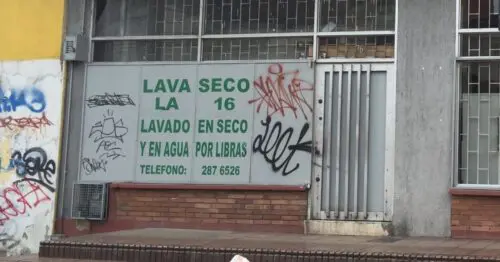 LAVA SECO
LA 16
LAVADO EN SECO
Y EN AGUA POR LIBRAS
TELEFONO: 287 6526